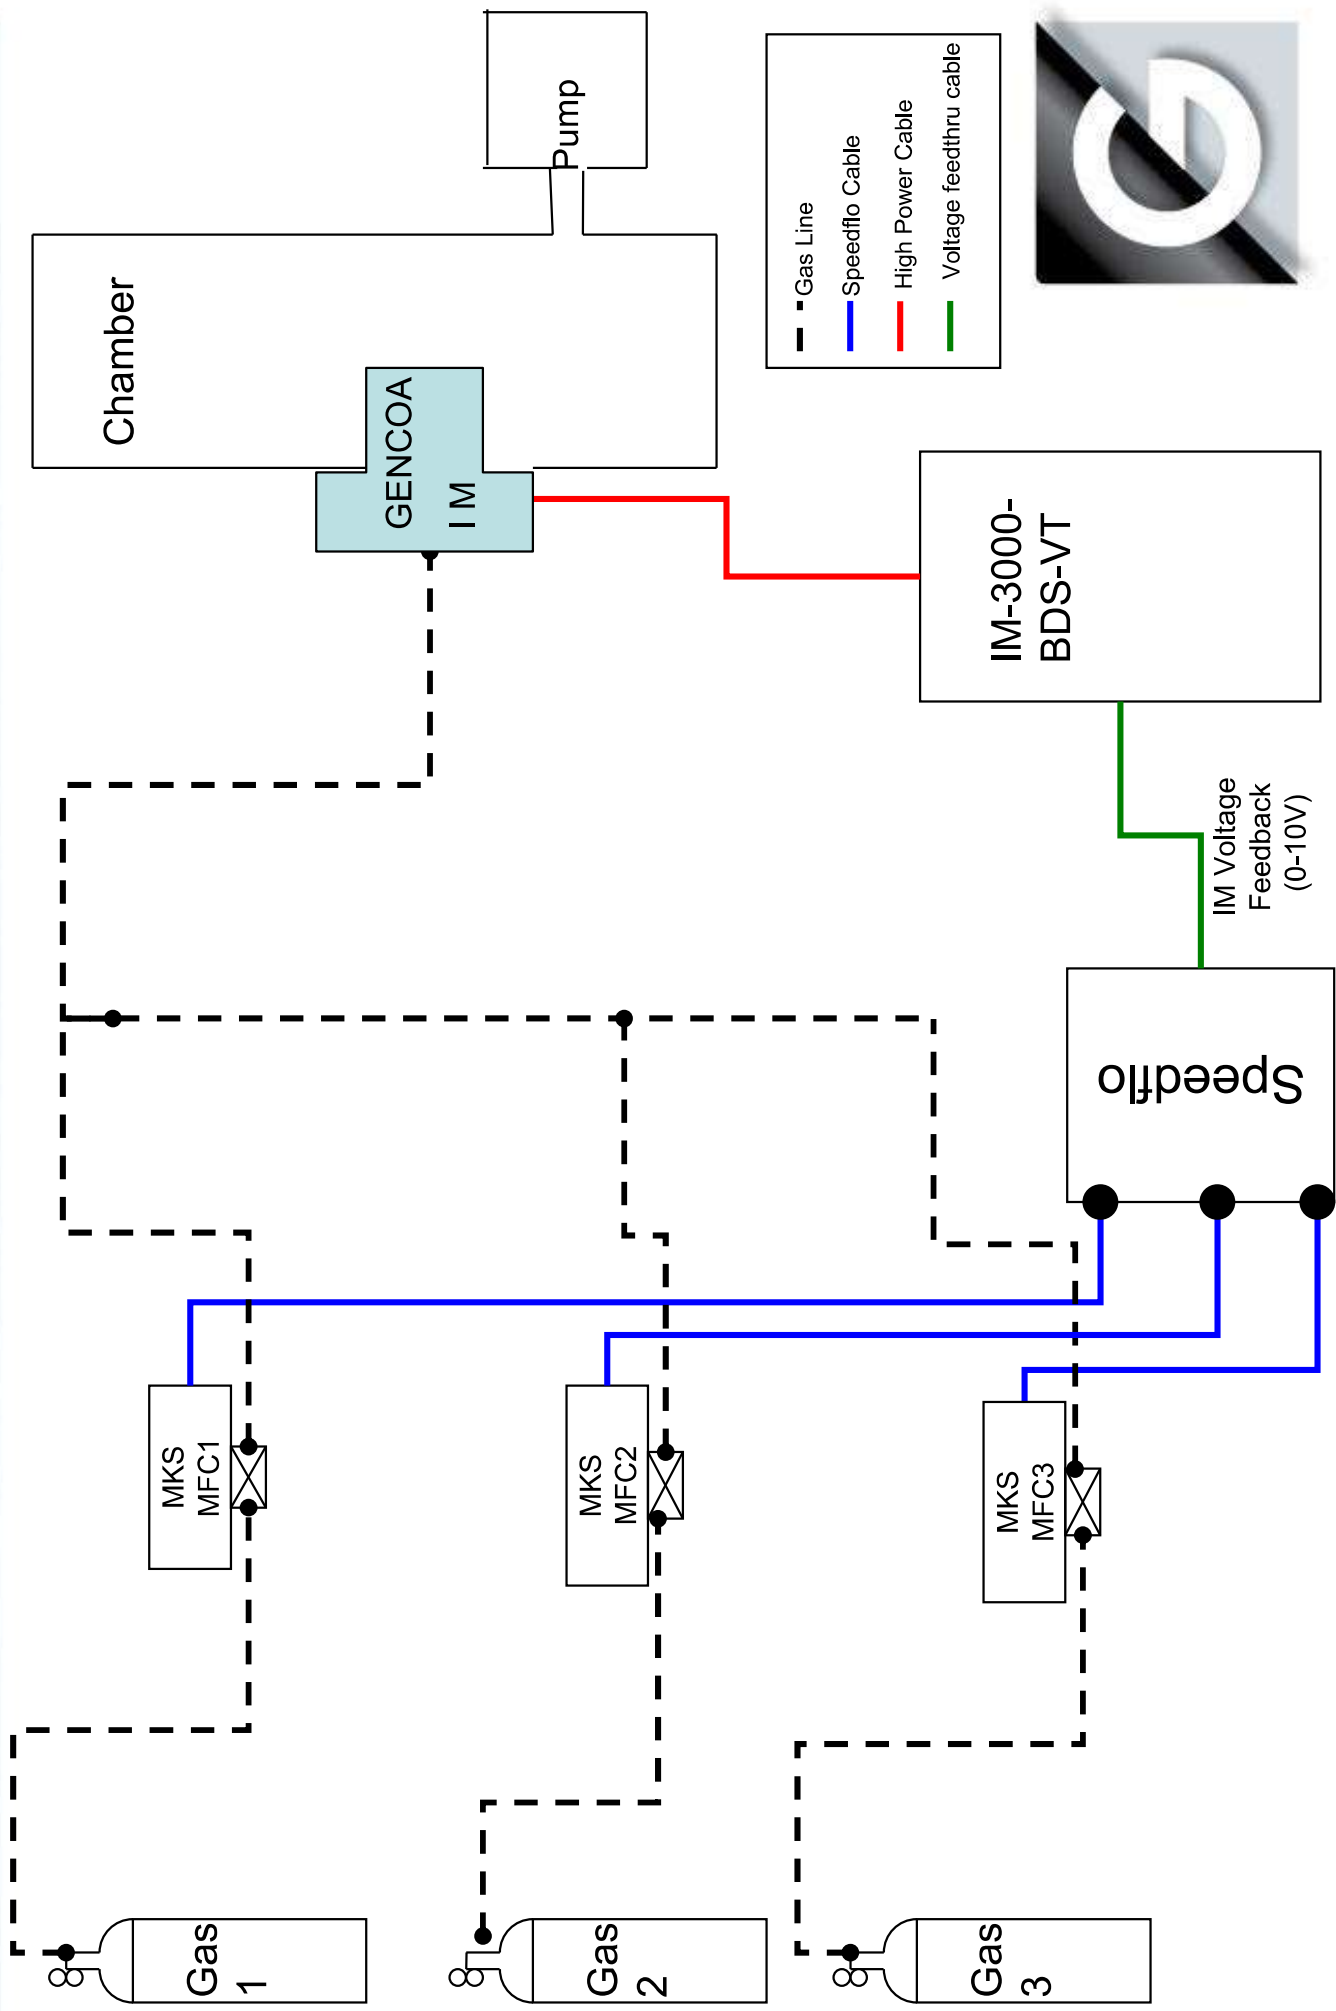 Gas
1
Gas
2
Gas
3
MKS
MFC1
MKS
MFC2
MKS
MFC3
Speedflo
IM Voltage
Feedback
(0-10V)
IM-3000-
BDS-VT
GENCOA
I M
Chamber
Pump
Gas Line
Speedflo Cable
High Power Cable
Voltage feedthru cable